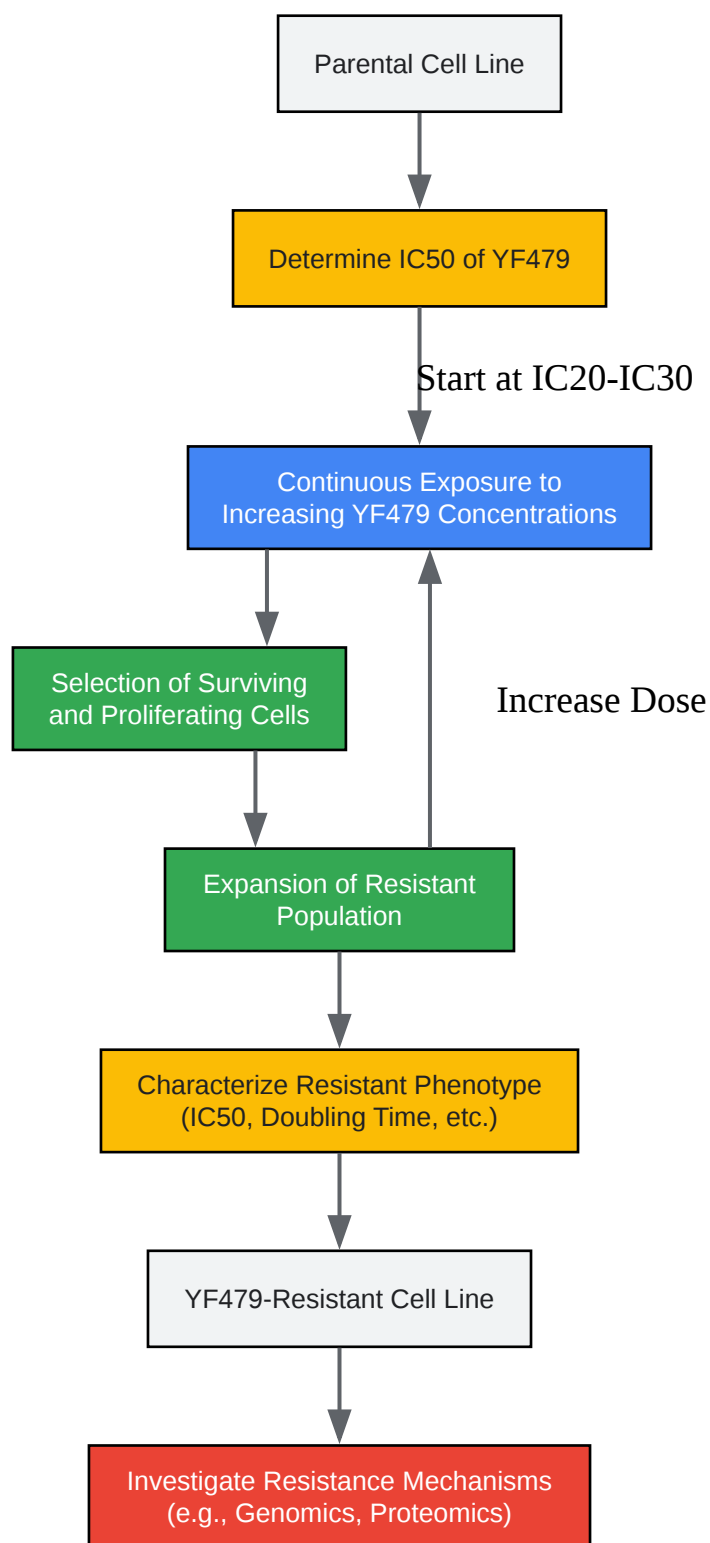 Parental Cell Line
Determine IC50 of YF479
Start at IC20-IC30
Continuous Exposure to
Increasing YF479 Concentrations
Selection of Surviving
and Proliferating Cells
Increase Dose
Expansion of Resistant
Population
Characterize Resistant Phenotype
(IC50, Doubling Time, etc.)
YF479-Resistant Cell Line
Investigate Resistance Mechanisms
(e.g., Genomics, Proteomics)